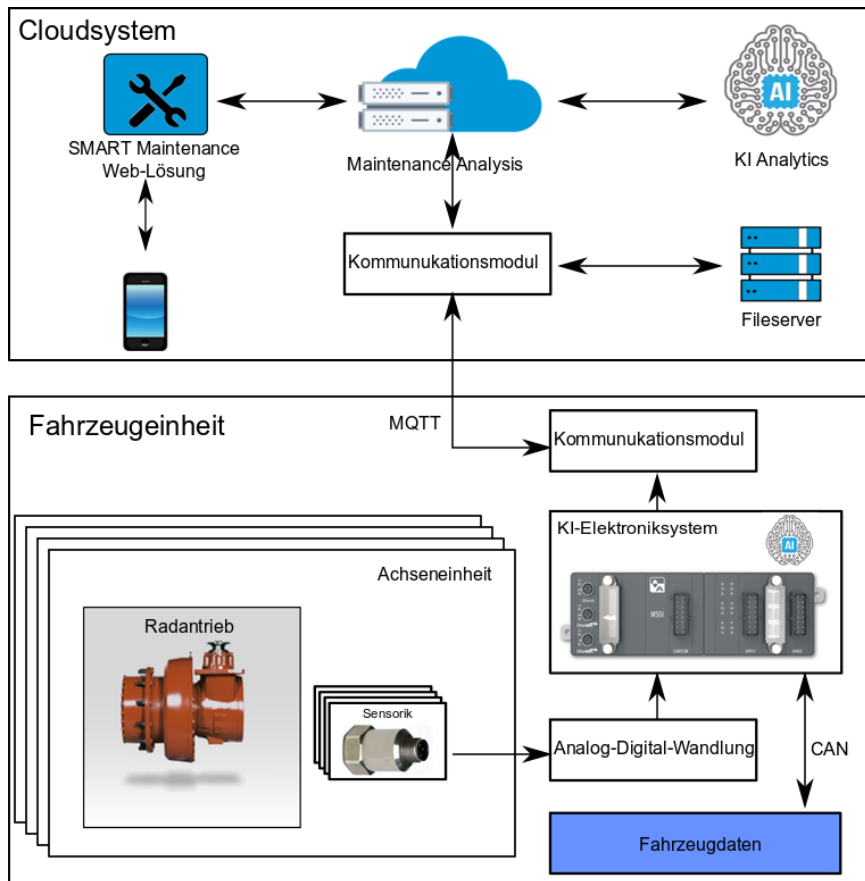 Cloudsystem
AI
SMART Maintenance
Web-Lösung
Maintenance Analysis
KI Analytics
Kommunukationsmodul
Fileserver
Fahrzeugeinheit
MQTT
Kommunukationsmodul
KI-Elektroniksystem
AI
Achseneinheit
Radantrieb
Sensorik
Analog-Digital-Wandlung
CAN
Fahrzeugdaten